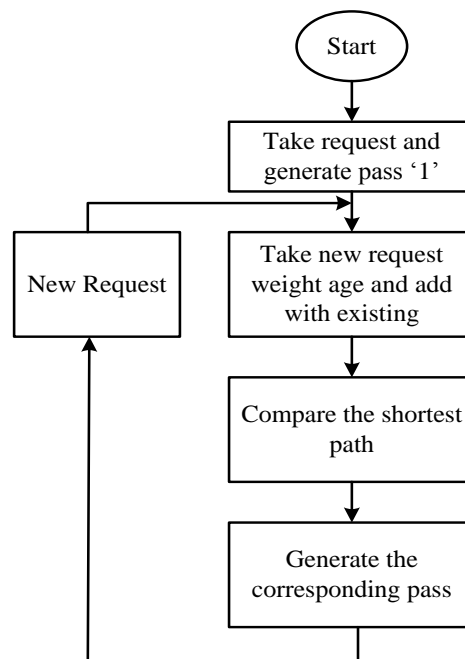 Start
Take request and
generate pass ‘1’
New Request
Take new request
weight age and add
with existing
Compare the shortest
path
Generate the
corresponding pass